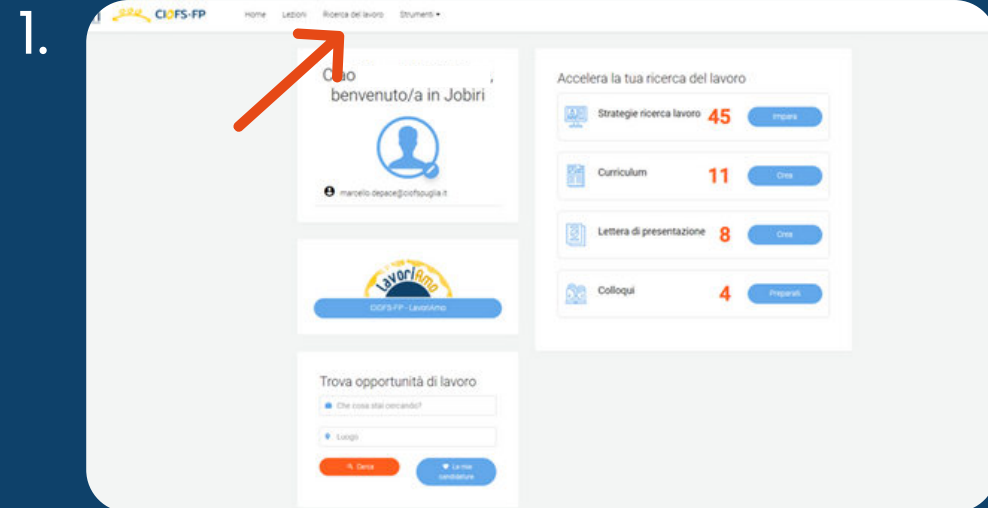 1.
CIOFS-FP
Home Lezioni Ricerca del lavoro Strumenti
Ciao ,
benvenuto/a in Jobiri
marcello.depace@ciofspuglia.it
LavoriAmo
CIOFS-FP - LavoriAmo
Trova opportunità di lavoro
Che cosa stai cercando?
Luogo
Cerca
Le mie
candidature
Accelera la tua ricerca del lavoro
Strategie ricerca lavoro 45 Impara
Curriculum 11 Crea
Lettera di presentazione 8 Crea
Colloqui 4 Preparati